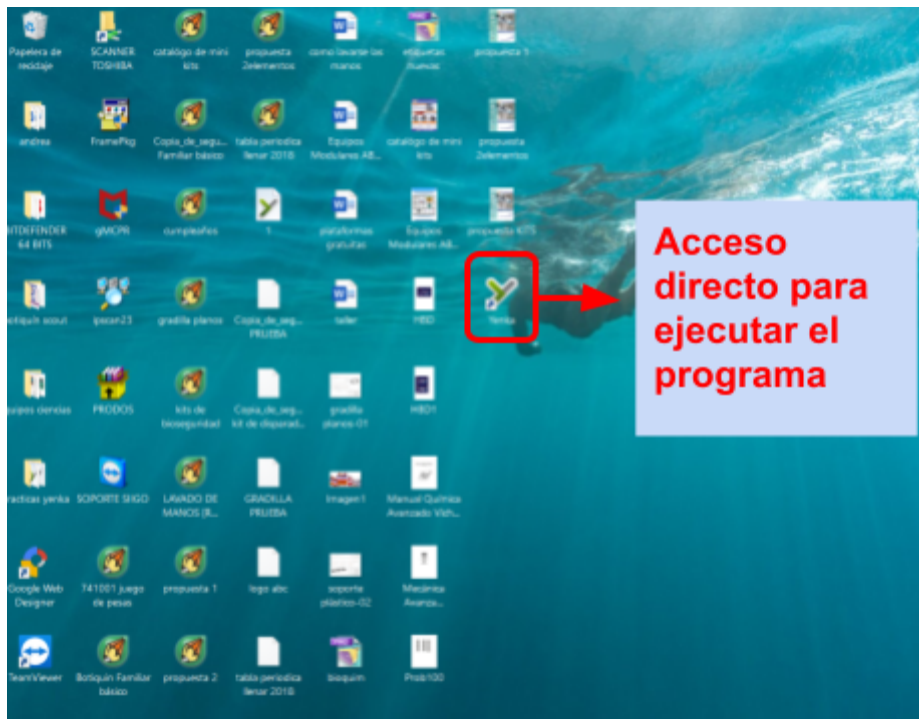 Papelera de
reciclaje
SCANNER
TOSHIBA
catalógo de mini
kits
propuesta
2elementos
como lavarse las
manos
etiquetas
nuevas
propuesta 1
andrea
FramePkg
Copia_de_segu...
Familiar básico
tabla periodica
llenar 2018
Equipos
Modulares AB...
catalógo de mini
kits
propuesta
2elementos
BITDEFENDER
64 BITS
gMCPR
cumpleaños
1
plataformas
gratuitas
Equipos
Modulares AB...
propuesta KITS
botiquín scout
ipscan23
gradilla planos
Copia_de_seg...
PRUEBA
taller
HBD
Yenka
Acceso
directo para
ejecutar el
programa
equipos ciencias
PRODOS
kits de
bioseguridad
Copia_de_seg...
kit de disparad...
gradilla
planos-01
HBD1
practicas yenka
SOPORTE SIIGO
LAVADO DE
MANOS (R...
GRADILLA
PRUEBA
Imagen1
Manual Química
Avanzado Vich...
Google Web
Designer
741001 juego
de pesas
propuesta 1
logo abc
soporte
plástico-02
Mecánica
Avanza...
TeamViewer
Botiquín Familiar
básico
propuesta 2
tabla periodica
llenar 2018
bioquim
Prois100